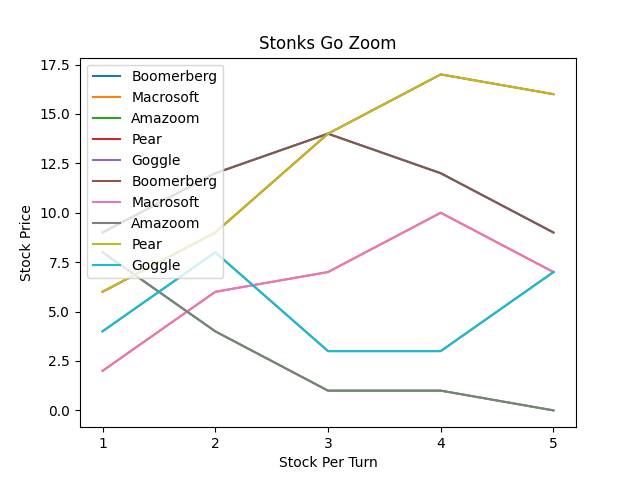 Stonks Go Zoom
17.5
15.0
12.5
10.0
7.5
5.0
2.5
0.0
Stock Price
Boomerberg
Macrosoft
Amazoom
Pear
Goggle
Boomerberg
Macrosoft
Amazoom
Pear
Goggle
1 2 3 4 5
Stock Per Turn